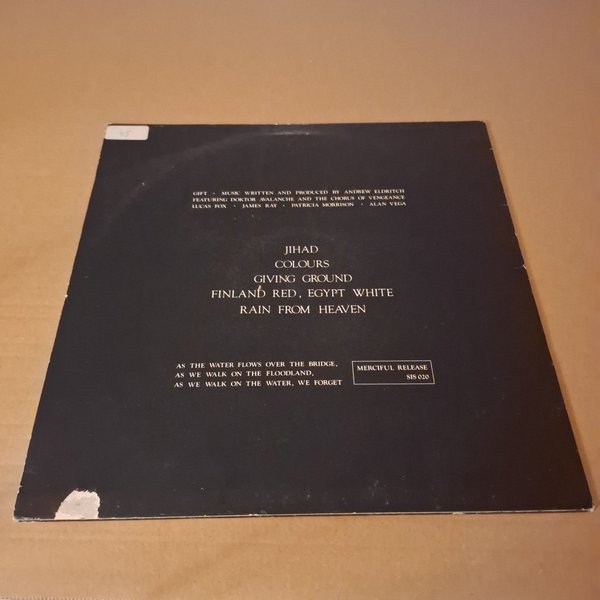 GIFT · MUSIC WRITTEN AND PRODUCED BY ANDREW ELDRITCH
FEATURING DOKTOR AVALANCHE AND THE CHORUS OF VENGEANCE
LUCAS FOX · JAMES RAY · PATRICIA MORRISON · ALAN VEGA
JIHAD
COLOURS
GIVING GROUND
FINLAND RED, EGYPT WHITE
RAIN FROM HEAVEN
AS THE WATER FLOWS OVER THE BRIDGE,
AS WE WALK ON THE FLOODLAND,
AS WE WALK ON THE WATER, WE FORGET
MERCIFUL RELEASE
SIS 020